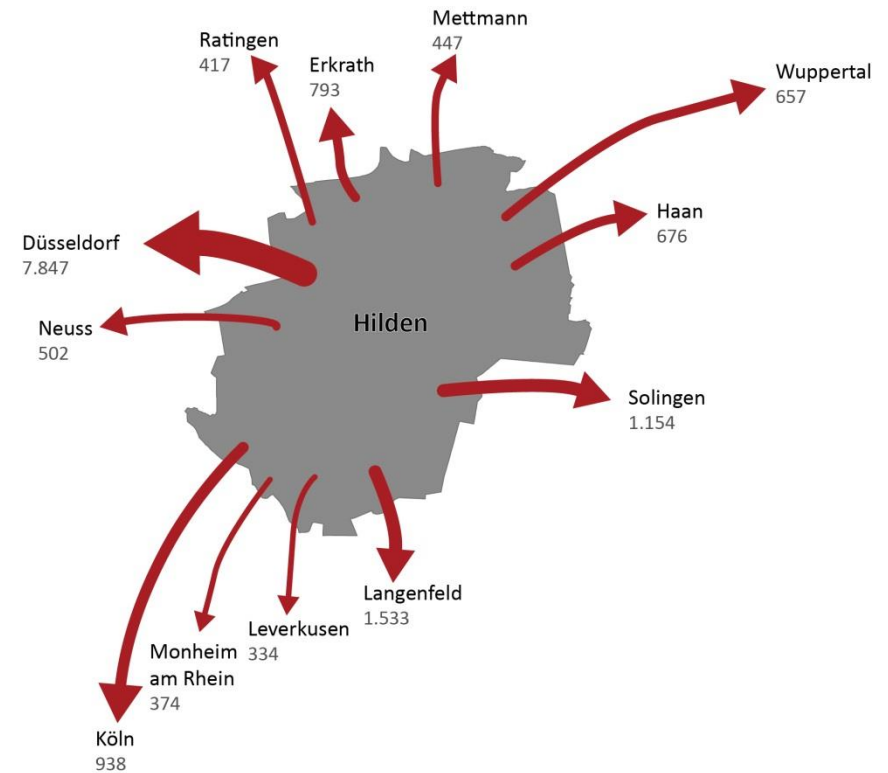 Mettmann
447
Ratingen
417
Erkrath
793
Wuppertal
657
Haan
676
Düsseldorf
7.847
Neuss
502
Hilden
Solingen
1.154
Langenfeld
1.533
Leverkusen
334
Monheim
am Rhein
374
Köln
938